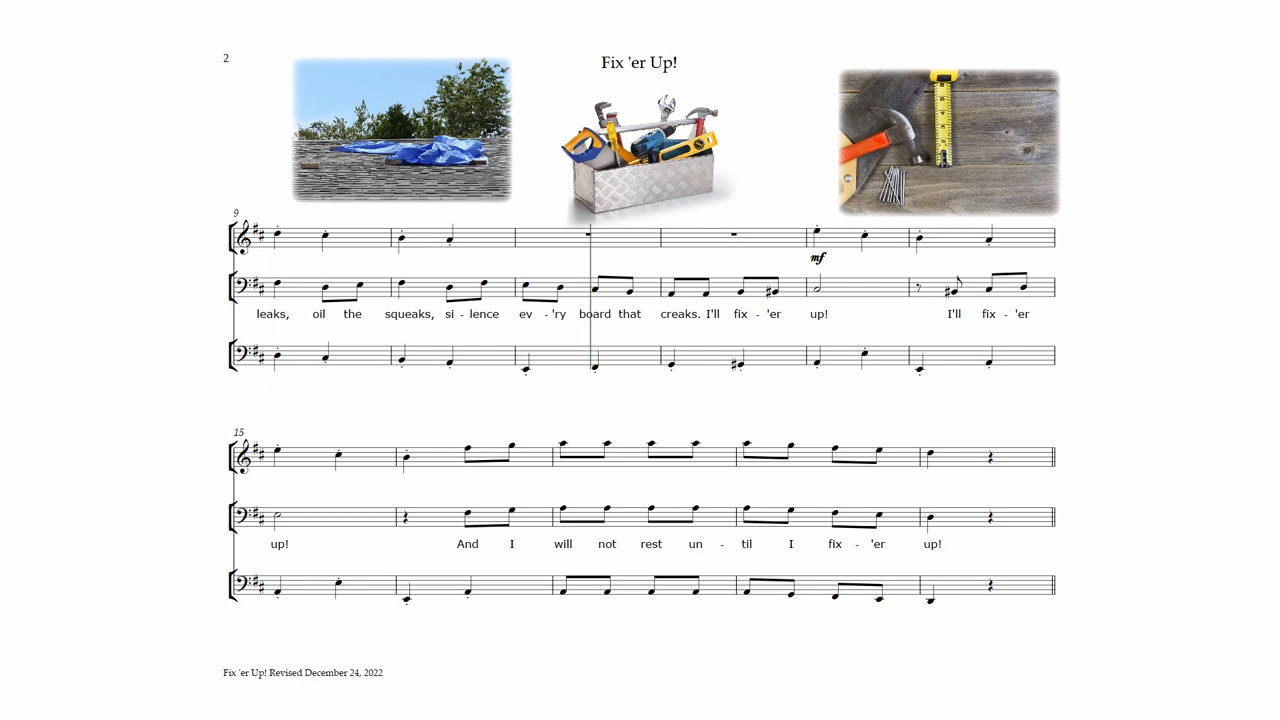 2
Fix 'er Up!
9
mf
leaks, oil the squeaks, si - lence ev - 'ry board that creaks. I'll fix - 'er up! I'll fix - 'er
15
up! And I will not rest un - til I fix - 'er up!
Fix 'er Up! Revised December 24, 2022